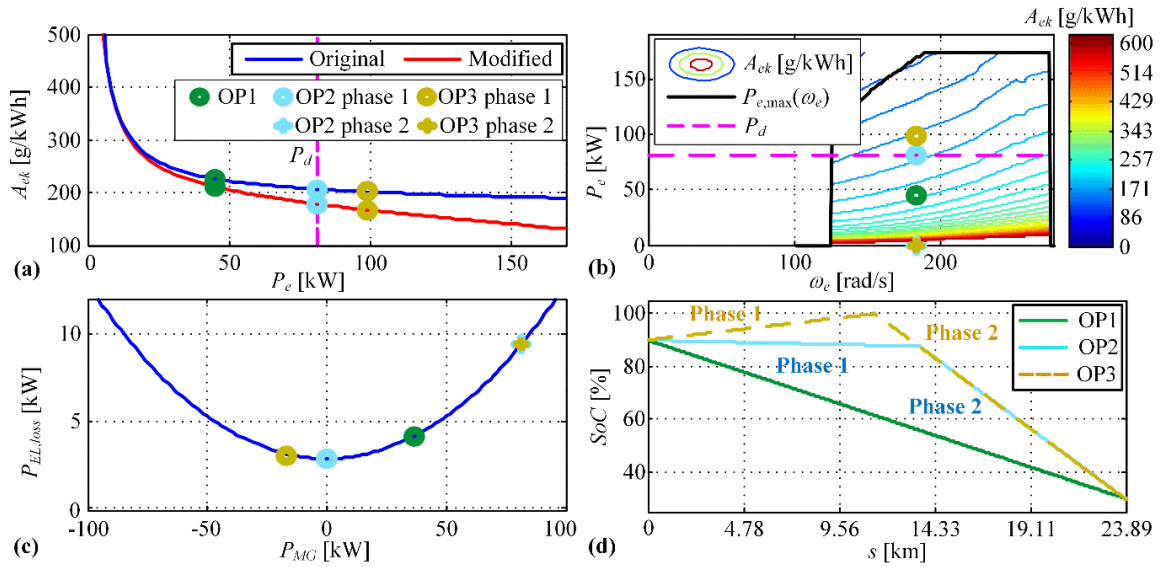 500
400
300
200
100
A_ek [g/kWh]
Original Modified
OP1 OP2 phase 1 OP3 phase 1
OP2 phase 2 OP3 phase 2
P_d
0 50 100 150
(a)
P_e [kW]
A_ek [g/kWh]
150
100
50
0
P_e [kW]
A_ek [g/kWh]
P_e,max(ω_e)
P_d
0 100 200
(b)
ω_e [rad/s]
600
514
429
343
257
171
86
0
10
5
0
P_EL,loss [kW]
-100 -50 0 50 100
(c)
P_MG [kW]
100
80
60
40
SoC [%]
Phase 1
Phase 2
Phase 1
Phase 2
OP1
OP2
OP3
0 4.78 9.56 14.33 19.11 23.89
(d)
s [km]